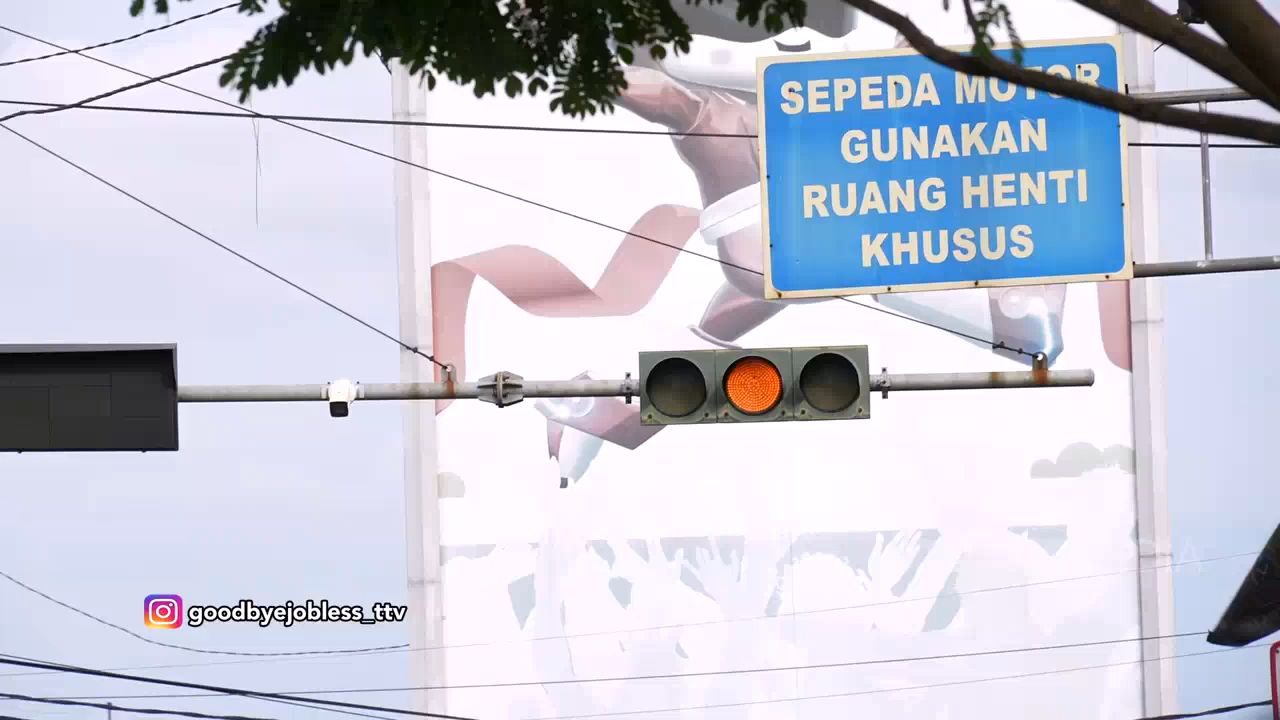 SEPEDA MOTOR
GUNAKAN
RUANG HENTI
KHUSUS
goodbyejobless_ttv